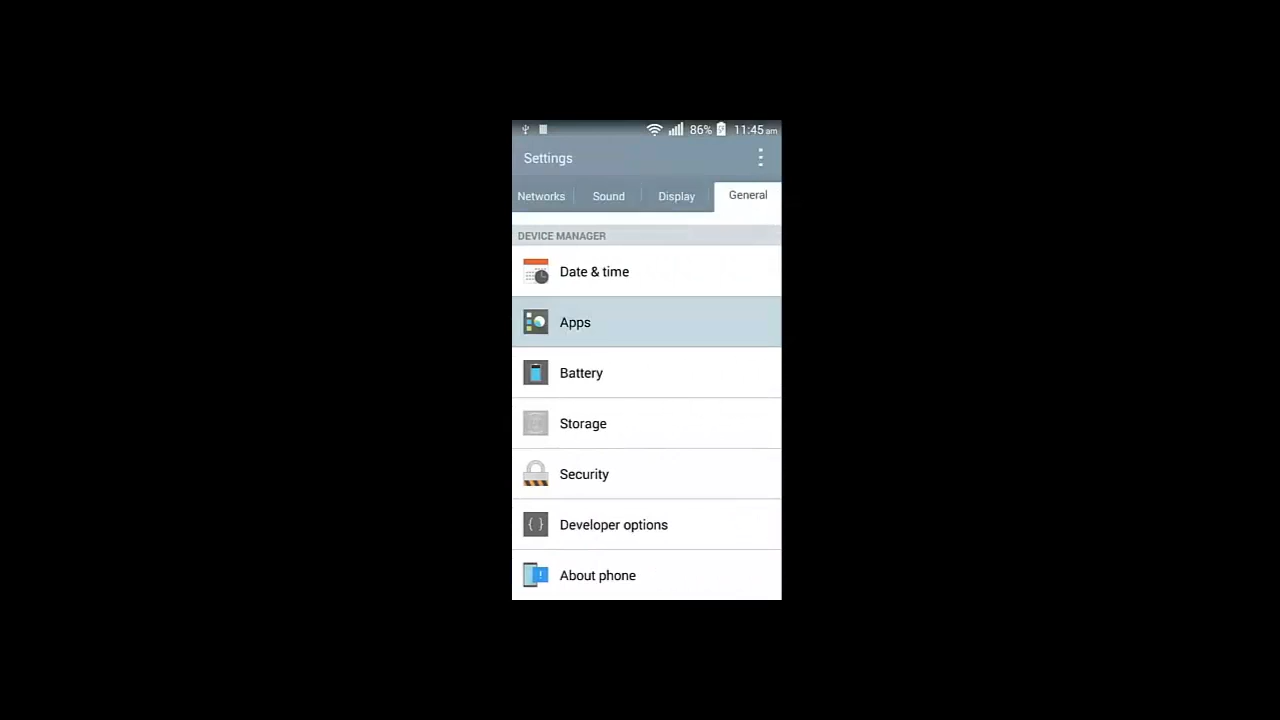 86% 11:45 am
Settings
Networks Sound Display General
DEVICE MANAGER
Date & time
Apps
Battery
Storage
Security
Developer options
About phone